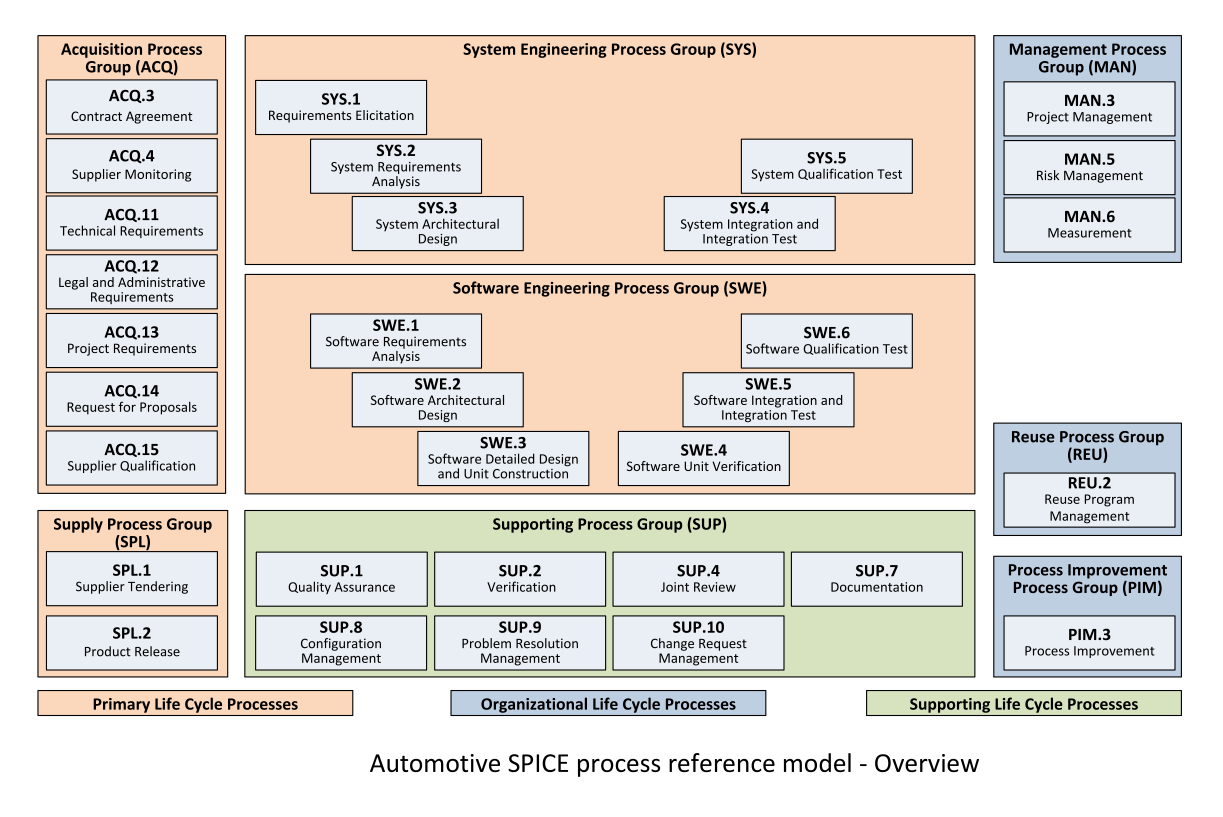 Acquisition Process
Group (ACQ)
ACQ.3
Contract Agreement
ACQ.4
Supplier Monitoring
ACQ.11
Technical Requirements
ACQ.12
Legal and Administrative
Requirements
ACQ.13
Project Requirements
ACQ.14
Request for Proposals
ACQ.15
Supplier Qualification
System Engineering Process Group (SYS)
SYS.1
Requirements Elicitation
SYS.2
System Requirements
Analysis
SYS.3
System Architectural
Design
SYS.5
System Qualification Test
SYS.4
System Integration and
Integration Test
Management Process
Group (MAN)
MAN.3
Project Management
MAN.5
Risk Management
MAN.6
Measurement
Software Engineering Process Group (SWE)
SWE.1
Software Requirements
Analysis
SWE.2
Software Architectural
Design
SWE.3
Software Detailed Design
and Unit Construction
SWE.6
Software Qualification Test
SWE.5
Software Integration and
Integration Test
SWE.4
Software Unit Verification
Reuse Process Group
(REU)
REU.2
Reuse Program
Management
Supply Process Group
(SPL)
SPL.1
Supplier Tendering
SPL.2
Product Release
Supporting Process Group (SUP)
SUP.1
Quality Assurance
SUP.2
Verification
SUP.4
Joint Review
SUP.7
Documentation
SUP.8
Configuration
Management
SUP.9
Problem Resolution
Management
SUP.10
Change Request
Management
Process Improvement
Process Group (PIM)
PIM.3
Process Improvement
Primary Life Cycle Processes
Organizational Life Cycle Processes
Supporting Life Cycle Processes
Automotive SPICE process reference model - Overview